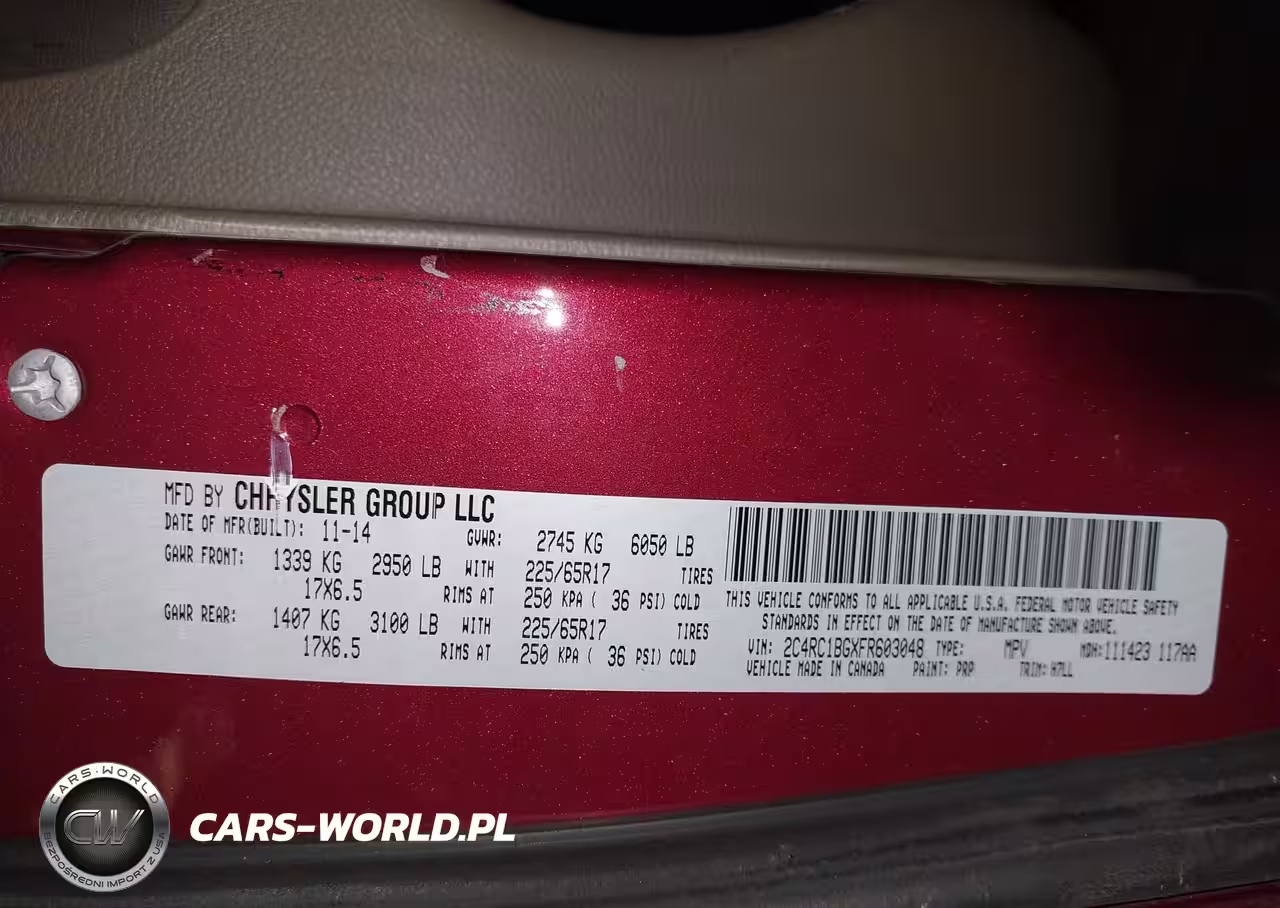 MFD BY CHRYSLER GROUP LLC
DATE OF MFR(BUILT): 11-14 GVWR: 2745 KG 6050 LB
GAWR FRONT: 1339 KG 2950 LB WITH 225/65R17 TIRES
17X6.5 RIMS AT 250 KPA ( 36 PSI) COLD
GAWR REAR: 1407 KG 3100 LB WITH 225/65R17 TIRES
17X6.5 RIMS AT 250 KPA ( 36 PSI) COLD
THIS VEHICLE CONFORMS TO ALL APPLICABLE U.S.A. FEDERAL MOTOR VEHICLE SAFETY
STANDARDS IN EFFECT ON THE DATE OF MANUFACTURE SHOWN ABOVE.
VIN: 2C4RC1BGXFR603048 TYPE: MPV MDH:111423 117AA
VEHICLE MADE IN CANADA PAINT: PRP TRIM: H7LL
CARS-WORLD
CW
BEZPOŚREDNI IMPORT Z USA
CARS-WORLD.PL